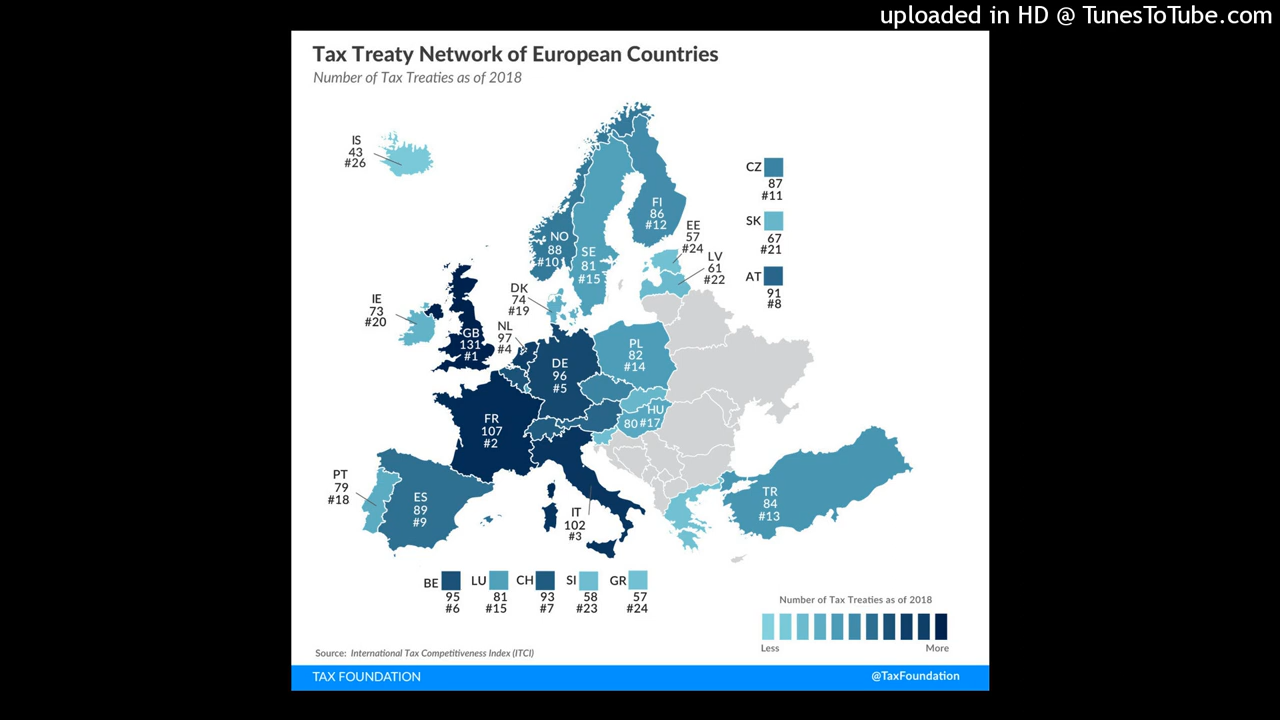 uploaded in HD @ TunesToTube.com
Tax Treaty Network of European Countries
Number of Tax Treaties as of 2018
IS
43
#26
CZ
87
#11
SK
67
#21
AT
91
#8
FI
86
#12
EE
57
#24
LV
61
#22
NO
88
#10
SE
81
#15
DK
74
#19
IE
73
#20
NL
97
#4
GB
131
#1
PL
82
#14
DE
96
#5
HU
80 #17
FR
107
#2
PT
79
#18
ES
89
#9
IT
102
#3
TR
84
#13
BE
95
#6
LU
81
#15
CH
93
#7
SI
58
#23
GR
57
#24
Number of Tax Treaties as of 2018
Less
More
Source: International Tax Competitiveness Index (ITCI)
TAX FOUNDATION
@TaxFoundation